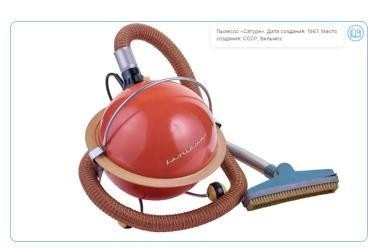 Пылесос «Сатурн». Дата создания: 1967. Место
создания: СССР, Вильнюс